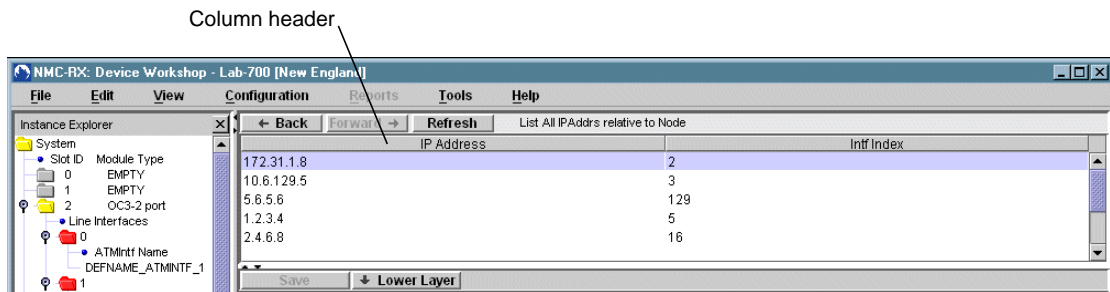 Column header
NMC-RX: Device Workshop - Lab-700 [New England]
File Edit View Configuration Reports Tools Help
Instance Explorer
← Back Forward → Refresh List All IPAddrs relative to Node
System
Slot ID Module Type
0 EMPTY
1 EMPTY
2 OC3-2 port
Line Interfaces
0
ATMIntf Name
DEFNAME_ATMINTF_1
1
IP Address Intf Index
172.31.1.8 2
10.6.129.5 3
5.6.5.6 129
1.2.3.4 5
2.4.6.8 16
Save Lower Layer